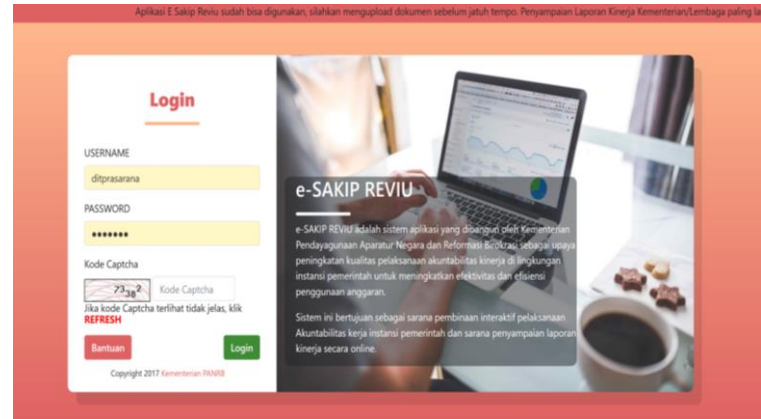 Aplikasi E Sakip Reviu sudah bisa digunakan, silahkan mengupload dokumen sebelum jatuh tempo. Penyampaian Laporan Kinerja Kementerian/Lembaga paling la
Login
USERNAME
ditprasarana
PASSWORD
•••••••
Kode Captcha
73382 Kode Captcha
Jika kode Captcha terlihat tidak jelas, klik
REFRESH
Bantuan Login
Copyright 2017 Kementerian PANRB
e-SAKIP REVIU
e-SAKIP REVIU adalah sistem aplikasi yang dibangun oleh Kementerian
Pendayagunaan Aparatur Negara dan Reformasi Birokrasi sebagai upaya
peningkatan kualitas pelaksanaan akuntabilitas kinerja di lingkungan
instansi pemerintah untuk meningkatkan efektivitas dan efisiensi
penggunaan anggaran.
Sistem ini bertujuan sebagai sarana pembinaan interaktif pelaksanaan
Akuntabilitas kerja instansi pemerintah dan sarana penyampaian laporan
kinerja secara online.